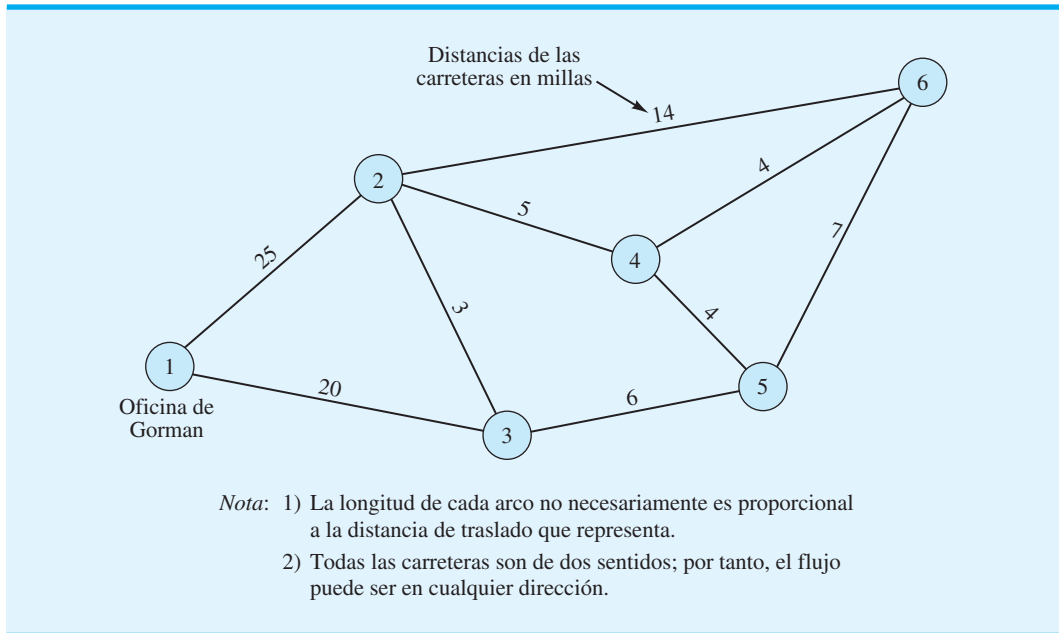 Distancias de las
carreteras en millas
6
14
2
4
5
7
4
25
3
4
1
20
6
5
Oficina de
Gorman
3
Nota: 1) La longitud de cada arco no necesariamente es proporcional
a la distancia de traslado que representa.
2) Todas las carreteras son de dos sentidos; por tanto, el flujo
puede ser en cualquier dirección.